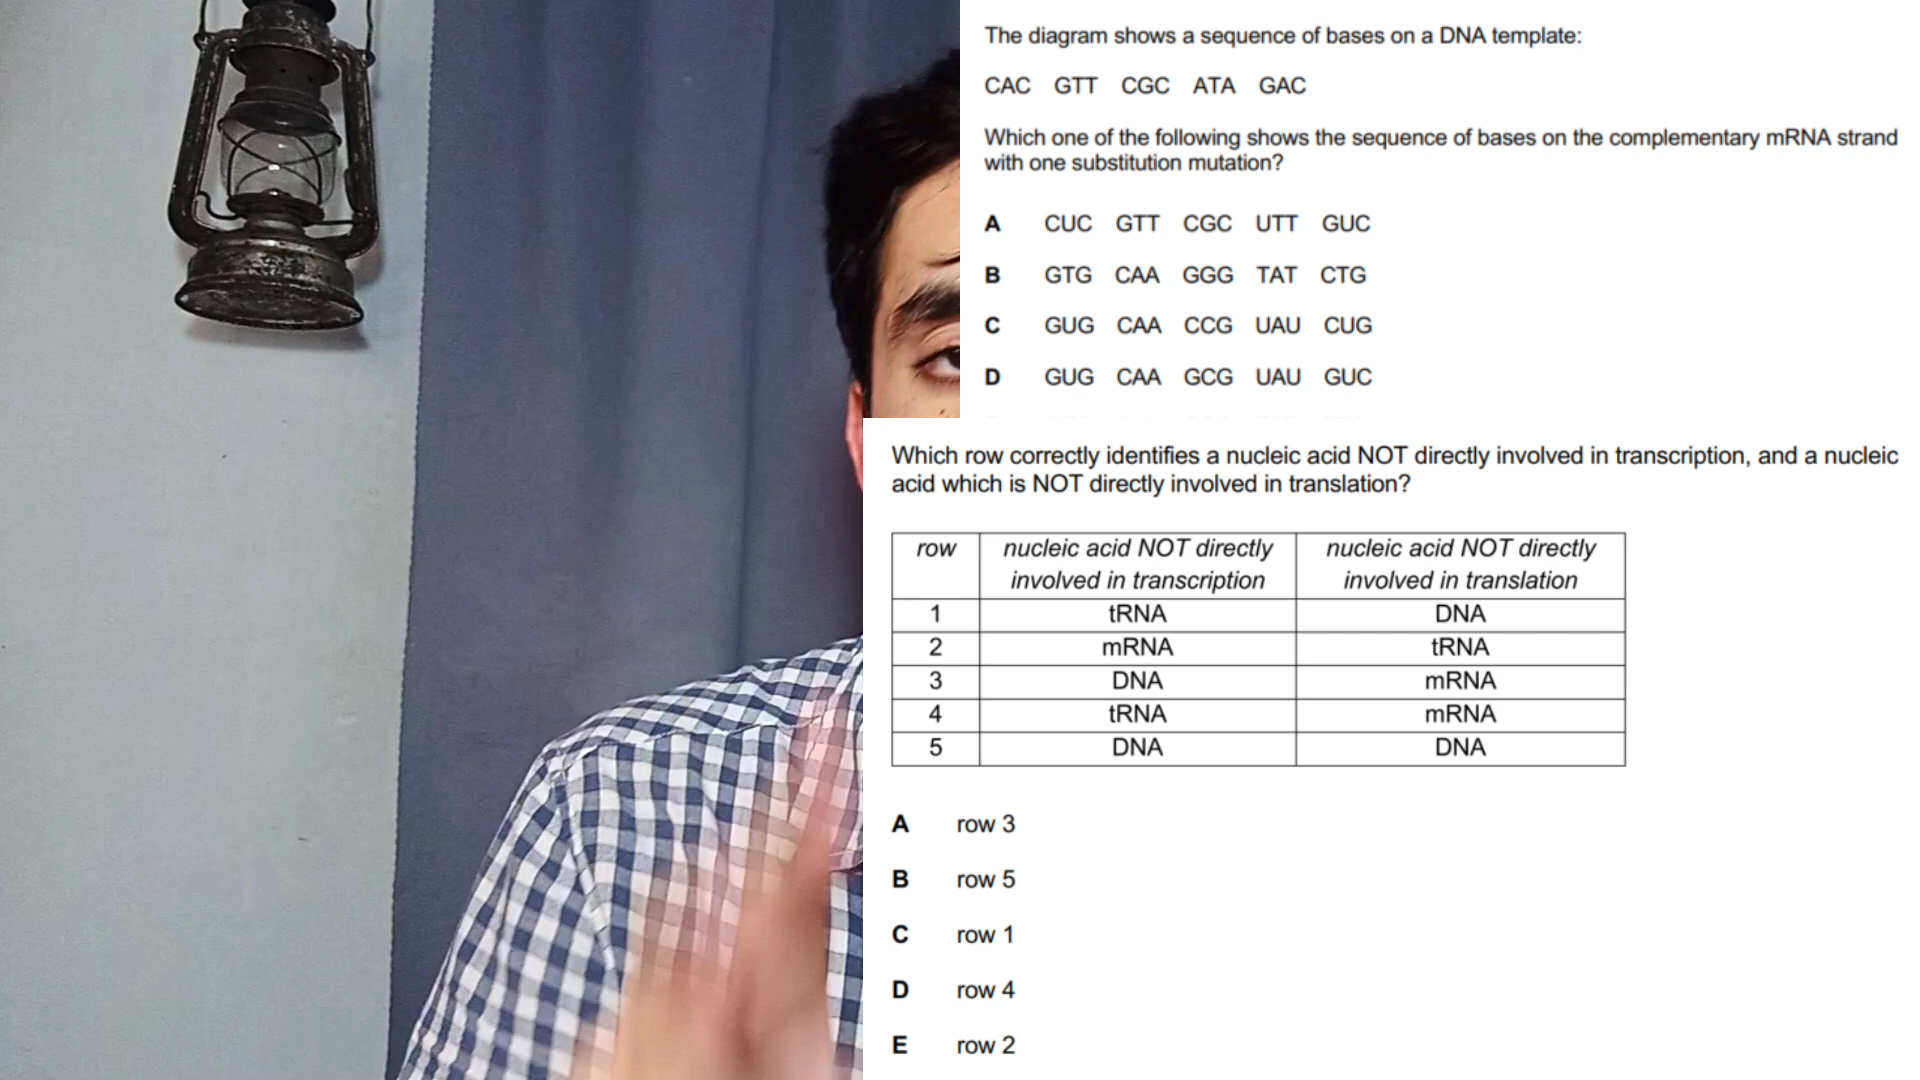 The diagram shows a sequence of bases on a DNA template:
CAC GTT CGC ATA GAC
Which one of the following shows the sequence of bases on the complementary mRNA strand
with one substitution mutation?
A CUC GTT CGC UTT GUC
B GTG CAA GGG TAT CTG
C GUG CAA CCG UAU CUG
D GUG CAA GCG UAU GUC
Which row correctly identifies a nucleic acid NOT directly involved in transcription, and a nucleic
acid which is NOT directly involved in translation?
row nucleic acid NOT directly nucleic acid NOT directly
involved in transcription involved in translation
1 tRNA DNA
2 mRNA tRNA
3 DNA mRNA
4 tRNA mRNA
5 DNA DNA
A row 3
B row 5
C row 1
D row 4
E row 2